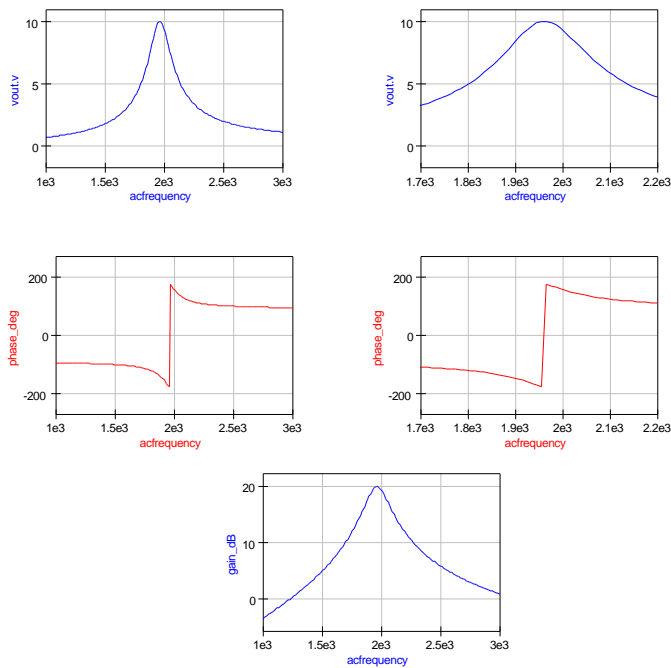 10
5
0
vout.v
1e3 1.5e3 2e3 2.5e3 3e3
acfrequency
10
5
0
vout.v
1.7e3 1.8e3 1.9e3 2e3 2.1e3 2.2e3
acfrequency
200
0
-200
phase_deg
1e3 1.5e3 2e3 2.5e3 3e3
acfrequency
200
0
-200
phase_deg
1.7e3 1.8e3 1.9e3 2e3 2.1e3 2.2e3
acfrequency
20
10
0
gain_dB
1e3 1.5e3 2e3 2.5e3 3e3
acfrequency